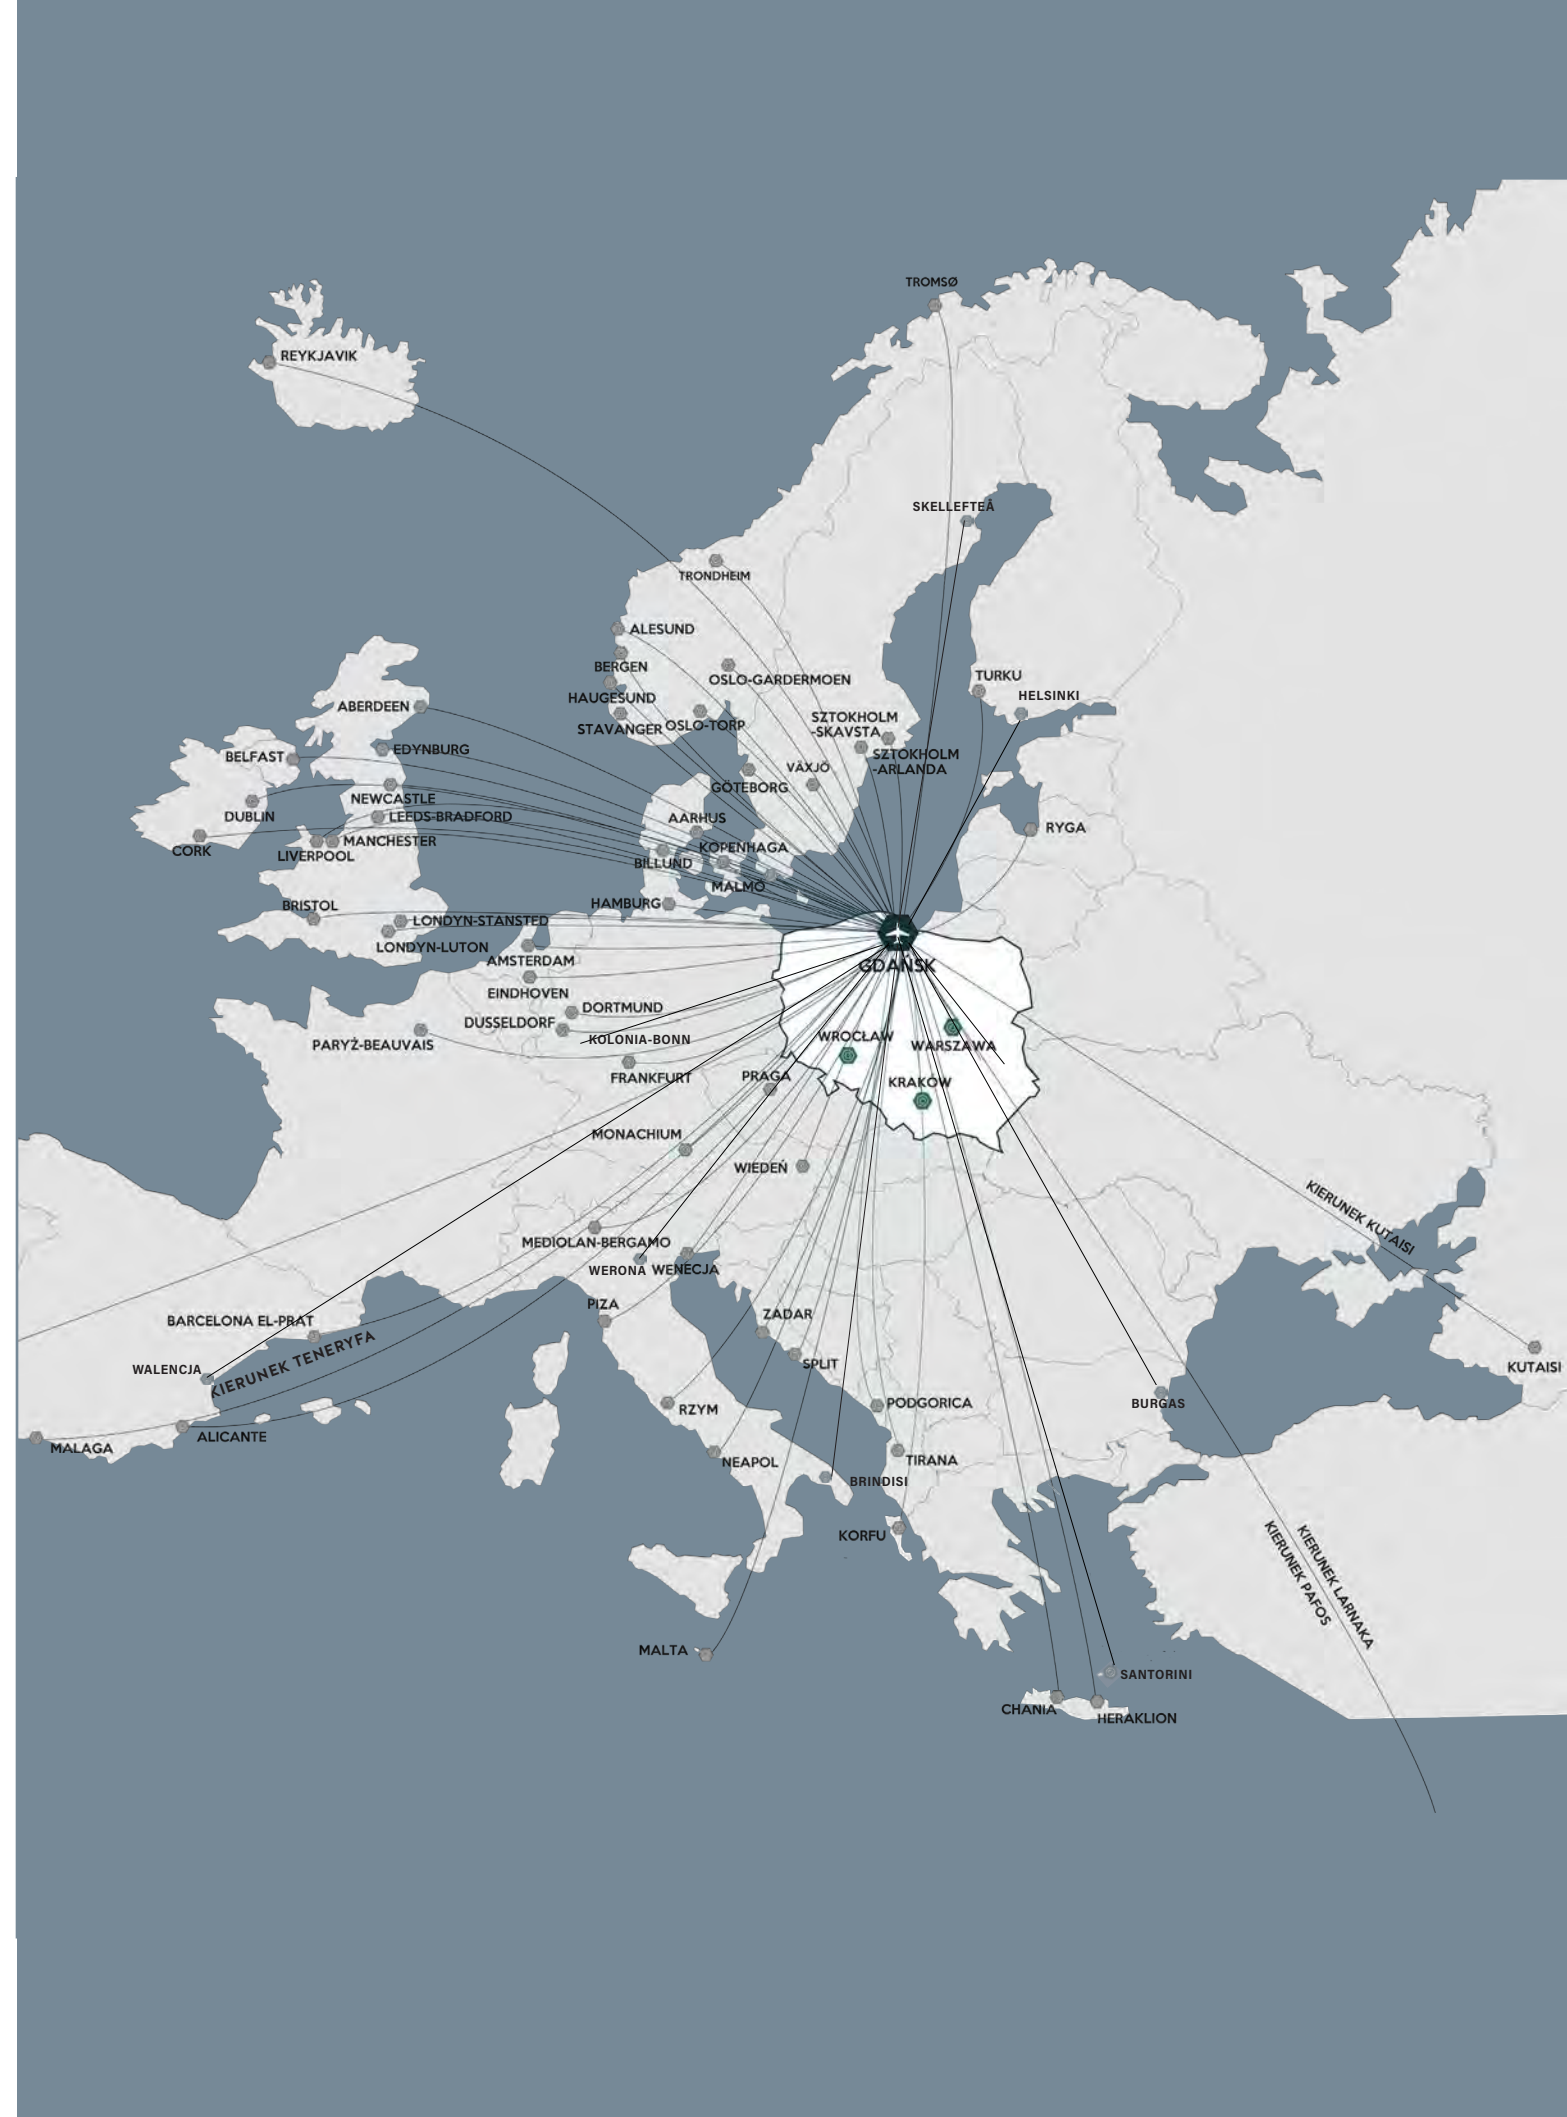 TROMSØ
REYKJAVIK
SKELLEFTEÅ
TRONDHEIM
ALESUND
BERGEN
OSLO-GARDERMOEN
TURKU
HELSINKI
HAUGESUND
ABERDEEN
STAVANGER
OSLO-TORP
SZTOKHOLM
-SKAVSTA
EDYNBURG
BELFAST
SZTOKHOLM
-ARLANDA
VÄXJÖ
GÖTEBORG
NEWCASTLE
DUBLIN
LEEDS-BRADFORD
AARHUS
RYGA
MANCHESTER
CORK
LIVERPOOL
KOPENHAGA
BILLUND
MALMÖ
HAMBURG
BRISTOL
LONDYN-STANSTED
LONDYN-LUTON
AMSTERDAM
GDAŃSK
EINDHOVEN
DORTMUND
DUSSELDORF
PARYŻ-BEAUVAIS
KOLONIA-BONN
WROCŁAW
WARSZAWA
FRANKFURT
PRAGA
KRAKÓW
MONACHIUM
WIEDEŃ
KIERUNEK KUTAISI
MEDIOLAN-BERGAMO
WERONA
WENECJA
PIZA
ZADAR
BARCELONA EL-PRAT
KIERUNEK TENERYFA
WALENCJA
SPLIT
KUTAISI
PODGORICA
BURGAS
RZYM
ALICANTE
MALAGA
NEAPOL
TIRANA
BRINDISI
KORFU
KIERUNEK LARNAKA
KIERUNEK PAFOS
MALTA
SANTORINI
CHANIA
HERAKLION